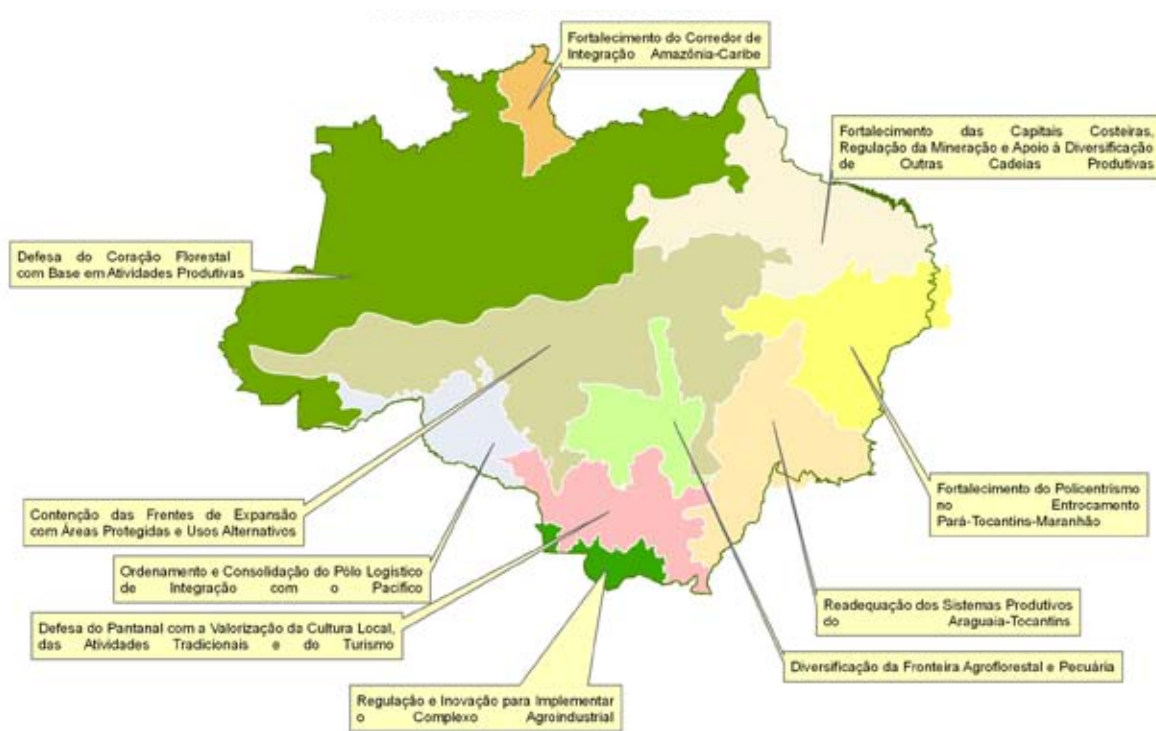 Fortalecimento do Corredor de
Integração Amazônia-Caribe
Fortalecimento das Capitais Costeiras,
Regulação da Mineração e Apoio à Diversificação
de Outras Cadeias Produtivas
Defesa do Coração Florestal
com Base em Atividades Produtivas
Contenção das Frentes de Expansão
com Áreas Protegidas e Usos Alternativos
Fortalecimento do Policentrismo
no Entrocamento
Pará-Tocantins-Maranhão
Ordenamento e Consolidação do Pólo Logístico
de Integração com o Pacífico
Readequação dos Sistemas Produtivos
do Araguaia-Tocantins
Defesa do Pantanal com a Valorização da Cultura Local,
das Atividades Tradicionais e do Turismo
Diversificação da Fronteira Agroflorestal e Pecuária
Regulação e Inovação para Implementar
o Complexo Agroindustrial